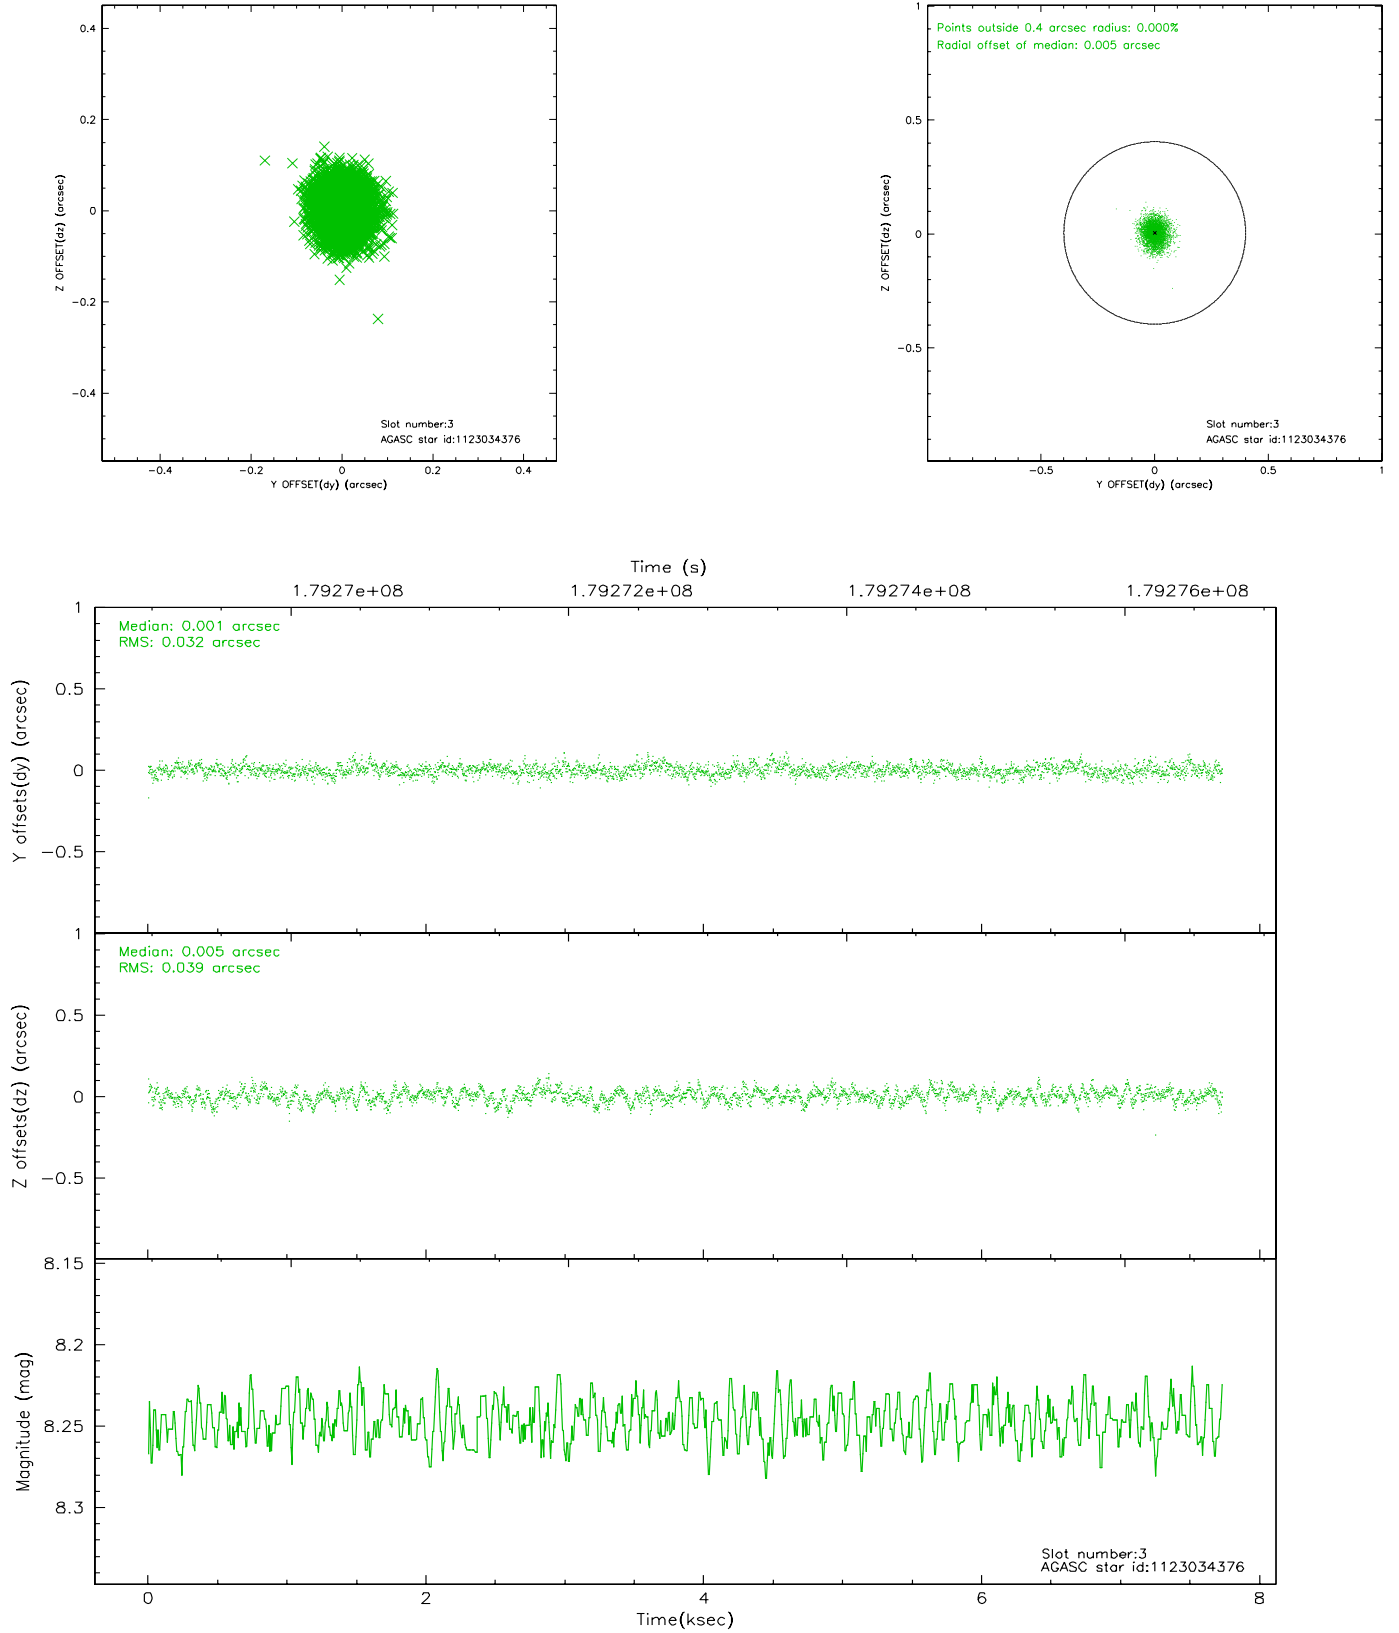 0.4
0.2
0
−0.2
−0.4
Z OFFSET(dz) (arcsec)
Slot number:3
AGASC star id:1123034376
−0.4 −0.2 0 0.2 0.4
Y OFFSET(dy) (arcsec)
Points outside 0.4 arcsec radius: 0.000%
Radial offset of median: 0.005 arcsec
1
0.5
0
−0.5
Z OFFSET(dz) (arcsec)
Slot number:3
AGASC star id:1123034376
−0.5 0 0.5 1
Y OFFSET(dy) (arcsec)
Time (s)
1.7927e+08 1.79272e+08 1.79274e+08 1.79276e+08
Median: 0.001 arcsec
RMS: 0.032 arcsec
1
0.5
0
−0.5
Y offsets(dy) (arcsec)
Median: 0.005 arcsec
RMS: 0.039 arcsec
1
0.5
0
−0.5
Z offsets(dz) (arcsec)
8.15
8.2
8.25
8.3
Magnitude (mag)
Slot number:3
AGASC star id:1123034376
0 2 4 6 8
Time(ksec)